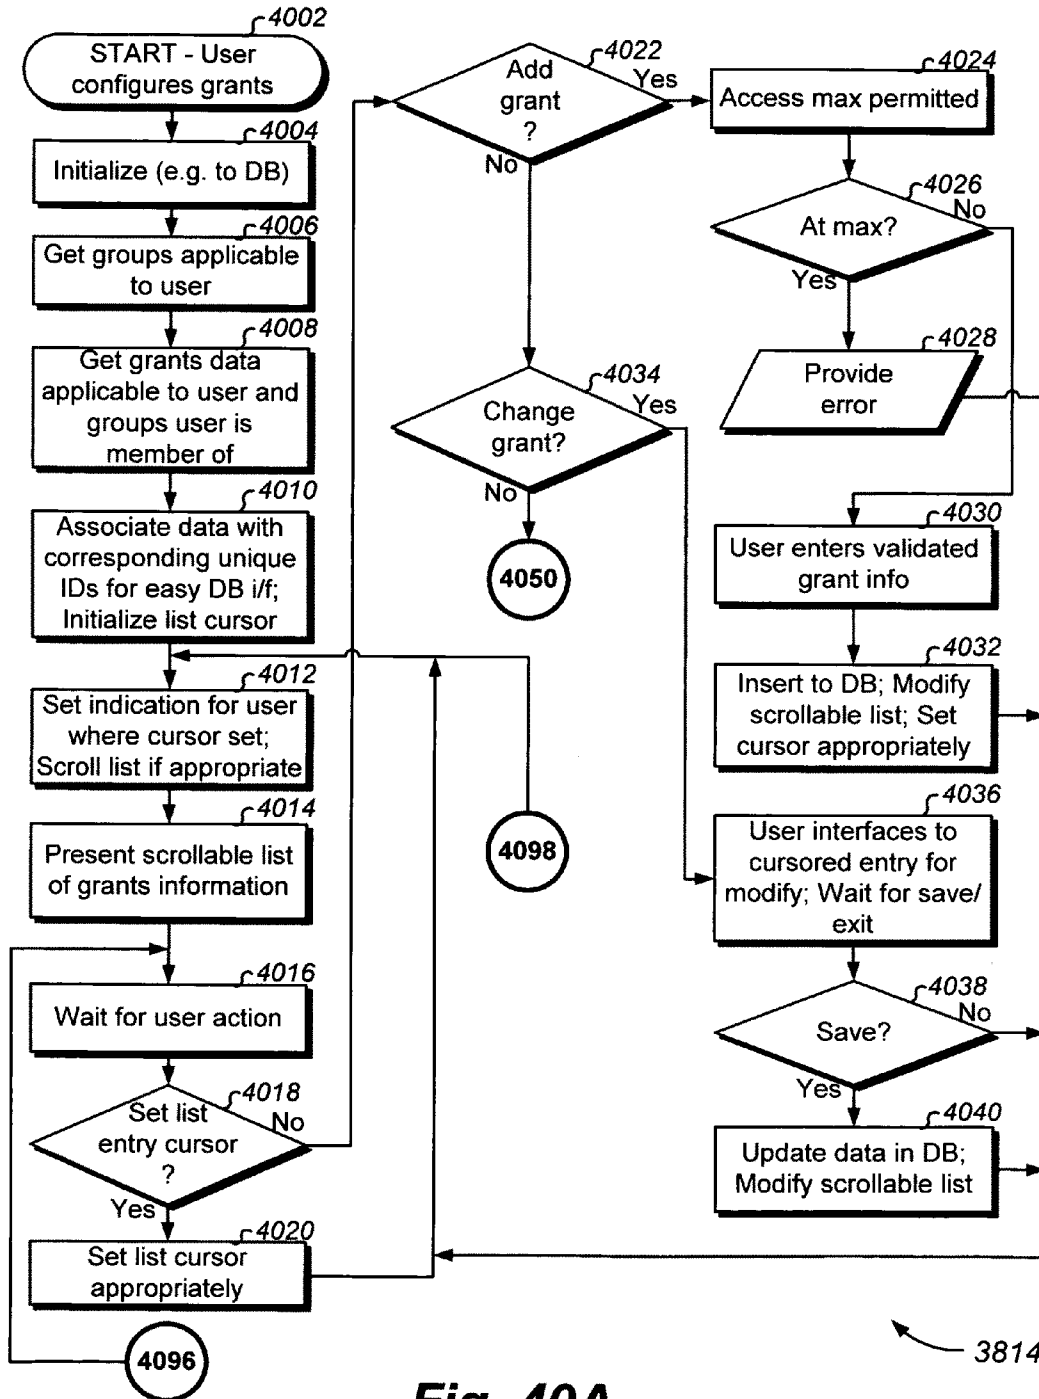 4002
START - User
configures grants
4004
Initialize (e.g. to DB)
4006
Get groups applicable
to user
4008
Get grants data
applicable to user and
groups user is
member of
4010
Associate data with
corresponding unique
IDs for easy DB i/f;
Initialize list cursor
4012
Set indication for user
where cursor set;
Scroll list if appropriate
4014
Present scrollable list
of grants information
4016
Wait for user action
4018
Set list
entry cursor
?
No
Yes
4020
Set list cursor
appropriately
4096
4022
Add
grant
?
Yes
No
4034
Change
grant?
Yes
No
4050
4098
4024
Access max permitted
4026
At max?
No
Yes
4028
Provide
error
4030
User enters validated
grant info
4032
Insert to DB; Modify
scrollable list; Set
cursor appropriately
4036
User interfaces to
cursored entry for
modify; Wait for save/
exit
4038
Save?
No
Yes
4040
Update data in DB;
Modify scrollable list
3814
Fig. 40A